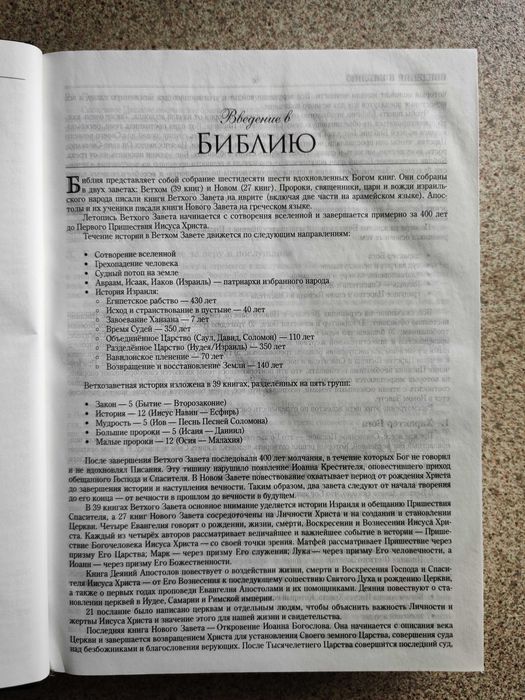 Введение в
БИБЛИЮ
Библия представляет собой собрание шестидесяти шести вдохновленных Богом книг. Они собраны
в двух заветах: Ветхом (39 книг) и Новом (27 книг). Пророки, священники, цари и вожди израиль-
ского народа писали книги Ветхого Завета на иврите (включая две части на арамейском языке). Апос-
толы и их ученики писали книги Нового Завета на греческом языке.
Летопись Ветхого Завета начинается с сотворения вселенной и завершается примерно за 400 лет
до Первого Пришествия Иисуса Христа.
Течение истории в Ветхом Завете движется по следующим направлениям:
• Сотворение вселенной
• Грехопадение человека
• Судный потоп на земле
• Авраам, Исаак, Иаков (Израиль) — патриархи избранного народа
• История Израиля:
○ Египетское рабство — 430 лет
○ Исход и странствование в пустыне — 40 лет
○ Завоевание Ханаана — 7 лет
○ Время Судей — 350 лет
○ Объединённое Царство (Саул, Давид, Соломон) — 110 лет
○ Разделённое Царство (Иудея/Израиль) — 350 лет
○ Вавилонское пленение — 70 лет
○ Возвращение и восстановление Земли — 140 лет
Ветхозаветная история изложена в 39 книгах, разделённых на пять групп:
• Закон — 5 (Бытие — Второзаконие)
• История — 12 (Иисус Навин — Есфирь)
• Мудрость — 5 (Иов — Песнь Песней Соломона)
• Большие пророки — 5 (Исаия — Даниил)
• Малые пророки — 12 (Осия — Малахия)
После завершения Ветхого Завета последовали 400 лет молчания, в течение которых Бог не говорил
и не вдохновлял Писания. Эту тишину нарушило появление Иоанна Крестителя, оповестившего приход
обещанного Господа и Спасителя. В Новом Завете повествование охватывает период от рождения Христа
до завершения истории и наступления вечности. Таким образом, два завета следуют от начала творения
до его конца — от вечности в прошлом до вечности в будущем.
В 39 книгах Ветхого Завета основное внимание уделяется истории Израиля и обещанию Пришествия
Спасителя, а 27 книг Нового Завета сосредоточены на Личности Христа и на создании и становлении
Церкви. Четыре Евангелия говорят о рождении, жизни, смерти, Воскресении и Вознесении Иисуса Хри-
ста. Каждый из четырёх авторов рассматривает величайшее и важнейшее событие в истории — Прише-
ствие Богочеловека Иисуса Христа — со своей точки зрения. Матфей рассматривает Пришествие через
призму Его Царства; Марк — через призму Его служения; Лука — через призму Его человечности, а
Иоанн — через призму Его Божественности.
Книга Деяний Апостолов повествует о воздействии жизни, смерти и Воскресения Господа и Спаси-
теля Иисуса Христа — от Его Вознесения к последующему сошествию Святого Духа и рождению Церкви,
а также о первых годах проповеди Евангелия Апостолами и их помощниками. Деяния повествуют о ста-
новлении церквей в Иудее, Самарии и Римской империи.
21 послание было написано церквам и отдельным людям, чтобы объяснить важность Личности и
жертвы Иисуса Христа и значение этого для нашей жизни и свидетельства.
Последняя книга Нового Завета — Откровение Иоанна Богослова. Она начинается с описания века
Церкви и завершается возвращением Христа для установления Своего земного Царства, совершения суда
над безбожниками и благословения верующих. После Тысячелетнего Царства совершится последний суд,